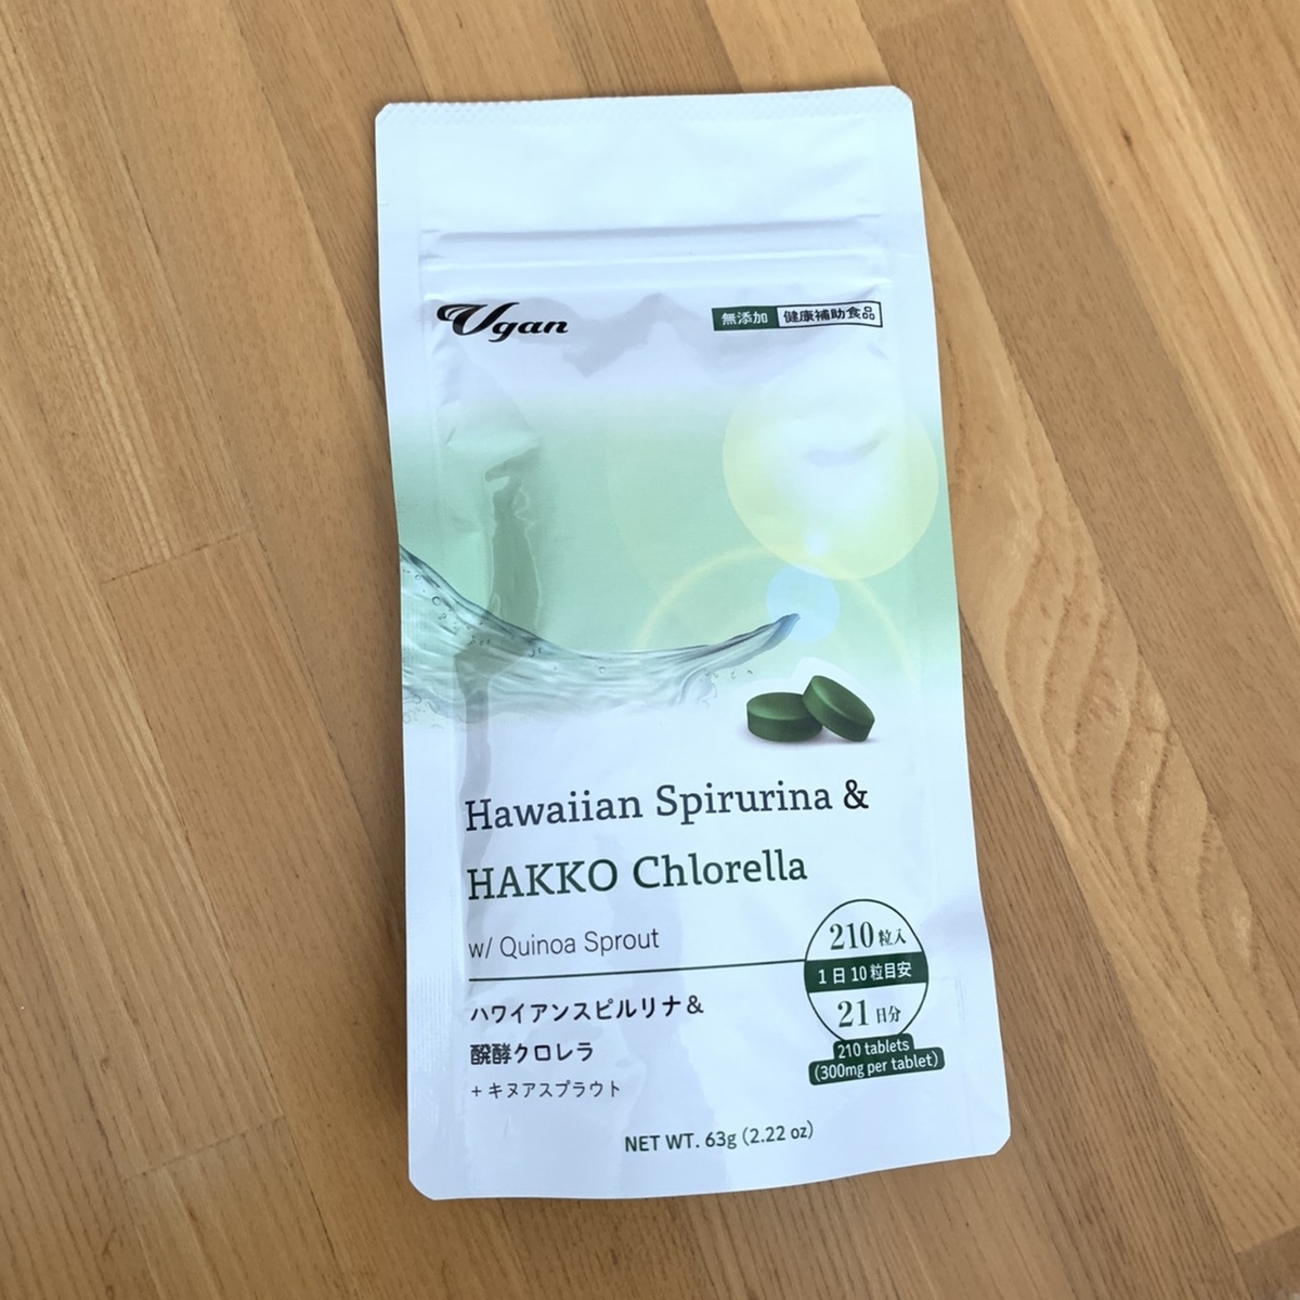 Vgan
無添加 健康補助食品
Hawaiian Spirurina &
HAKKO Chlorella
w/ Quinoa Sprout
210粒入
1日10粒目安
21日分
210 tablets
(300mg per tablet)
ハワイアンスピルリナ&
醗酵クロレラ
+キヌアスプラウト
NET WT. 63g (2.22 oz)